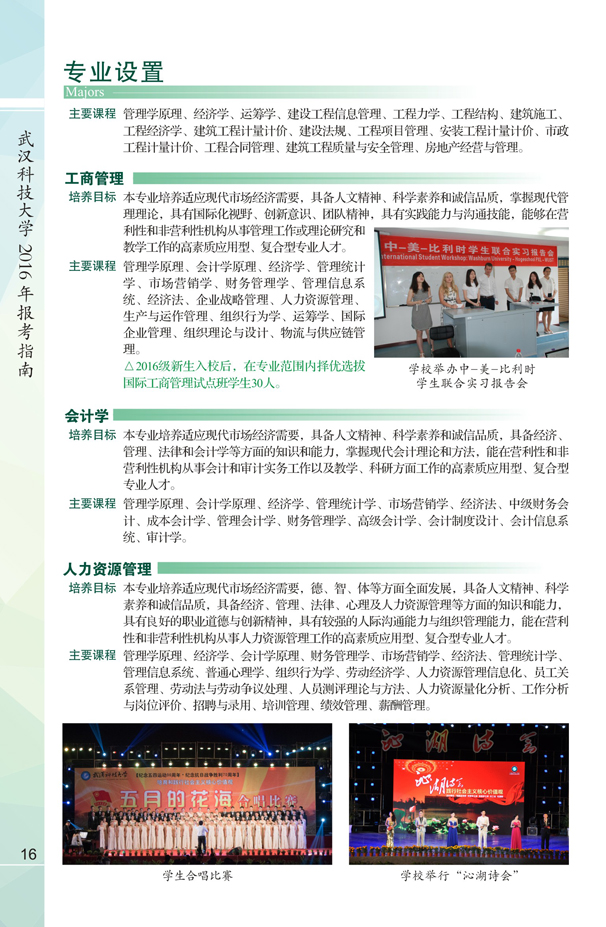 专业设置
Majors
主要课程 管理学原理、经济学、运筹学、建设工程信息管理、工程力学、工程结构、建筑施工、
工程经济学、建筑工程计量计价、建设法规、工程项目管理、安装工程计量计价、市政
工程计量计价、工程合同管理、建筑工程质量与安全管理、房地产经营与管理。
工商管理
培养目标 本专业培养适应现代市场经济需要，具备人文精神、科学素养和诚信品质，掌握现代管
理理论，具有国际化视野、创新意识、团队精神，具有实践能力与沟通技能，能够在营
利性和非营利性机构从事管理工作或理论研究和
教学工作的高素质应用型、复合型专业人才。
主要课程 管理学原理、会计学原理、经济学、管理统计
学、市场营销学、财务管理学、管理信息系
统、经济法、企业战略管理、人力资源管理、
生产与运作管理、组织行为学、运筹学、国际
企业管理、组织理论与设计、物流与供应链管
理。
△2016级新生入校后，在专业范围内择优选拔
国际工商管理试点班学生30人。
中-美-比利时学生联合实习报告会
International Student Workshop: Washburn University
学校举办中-美-比利时
学生联合实习报告会
会计学
培养目标 本专业培养适应现代市场经济需要，具备人文精神、科学素养和诚信品质，具备经济、
管理、法律和会计学等方面的知识和能力，掌握现代会计理论和方法，能在营利性和非
营利性机构从事会计和审计实务工作以及教学、科研方面工作的高素质应用型、复合型
专业人才。
主要课程 管理学原理、会计学原理、经济学、管理统计学、市场营销学、经济法、中级财务会
计、成本会计学、管理会计学、财务管理学、高级会计学、会计制度设计、会计信息系
统、审计学。
人力资源管理
培养目标 本专业培养适应现代市场经济需要，德、智、体等方面全面发展，具备人文精神、科学
素养和诚信品质，具备经济、管理、法律、心理及人力资源管理等方面的知识和能力，
具有良好的职业道德与创新精神，具有较强的人际沟通能力与组织管理能力，能在营利
性和非营利性机构从事人力资源管理工作的高素质应用型、复合型专业人才。
主要课程 管理学原理、经济学、会计学原理、财务管理学、市场营销学、经济法、管理统计学、
管理信息系统、普通心理学、组织行为学、劳动经济学、人力资源管理信息化、员工关
系管理、劳动法与劳动争议处理、人员测评理论与方法、人力资源量化分析、工作分析
与岗位评价、招聘与录用、培训管理、绩效管理、薪酬管理。
武汉科技大学
五月的花海 合唱比赛
沁湖诗会
沁湖诗会
学生合唱比赛
学校举行“沁湖诗会”
武汉科技大学 2016 年报考指南
16